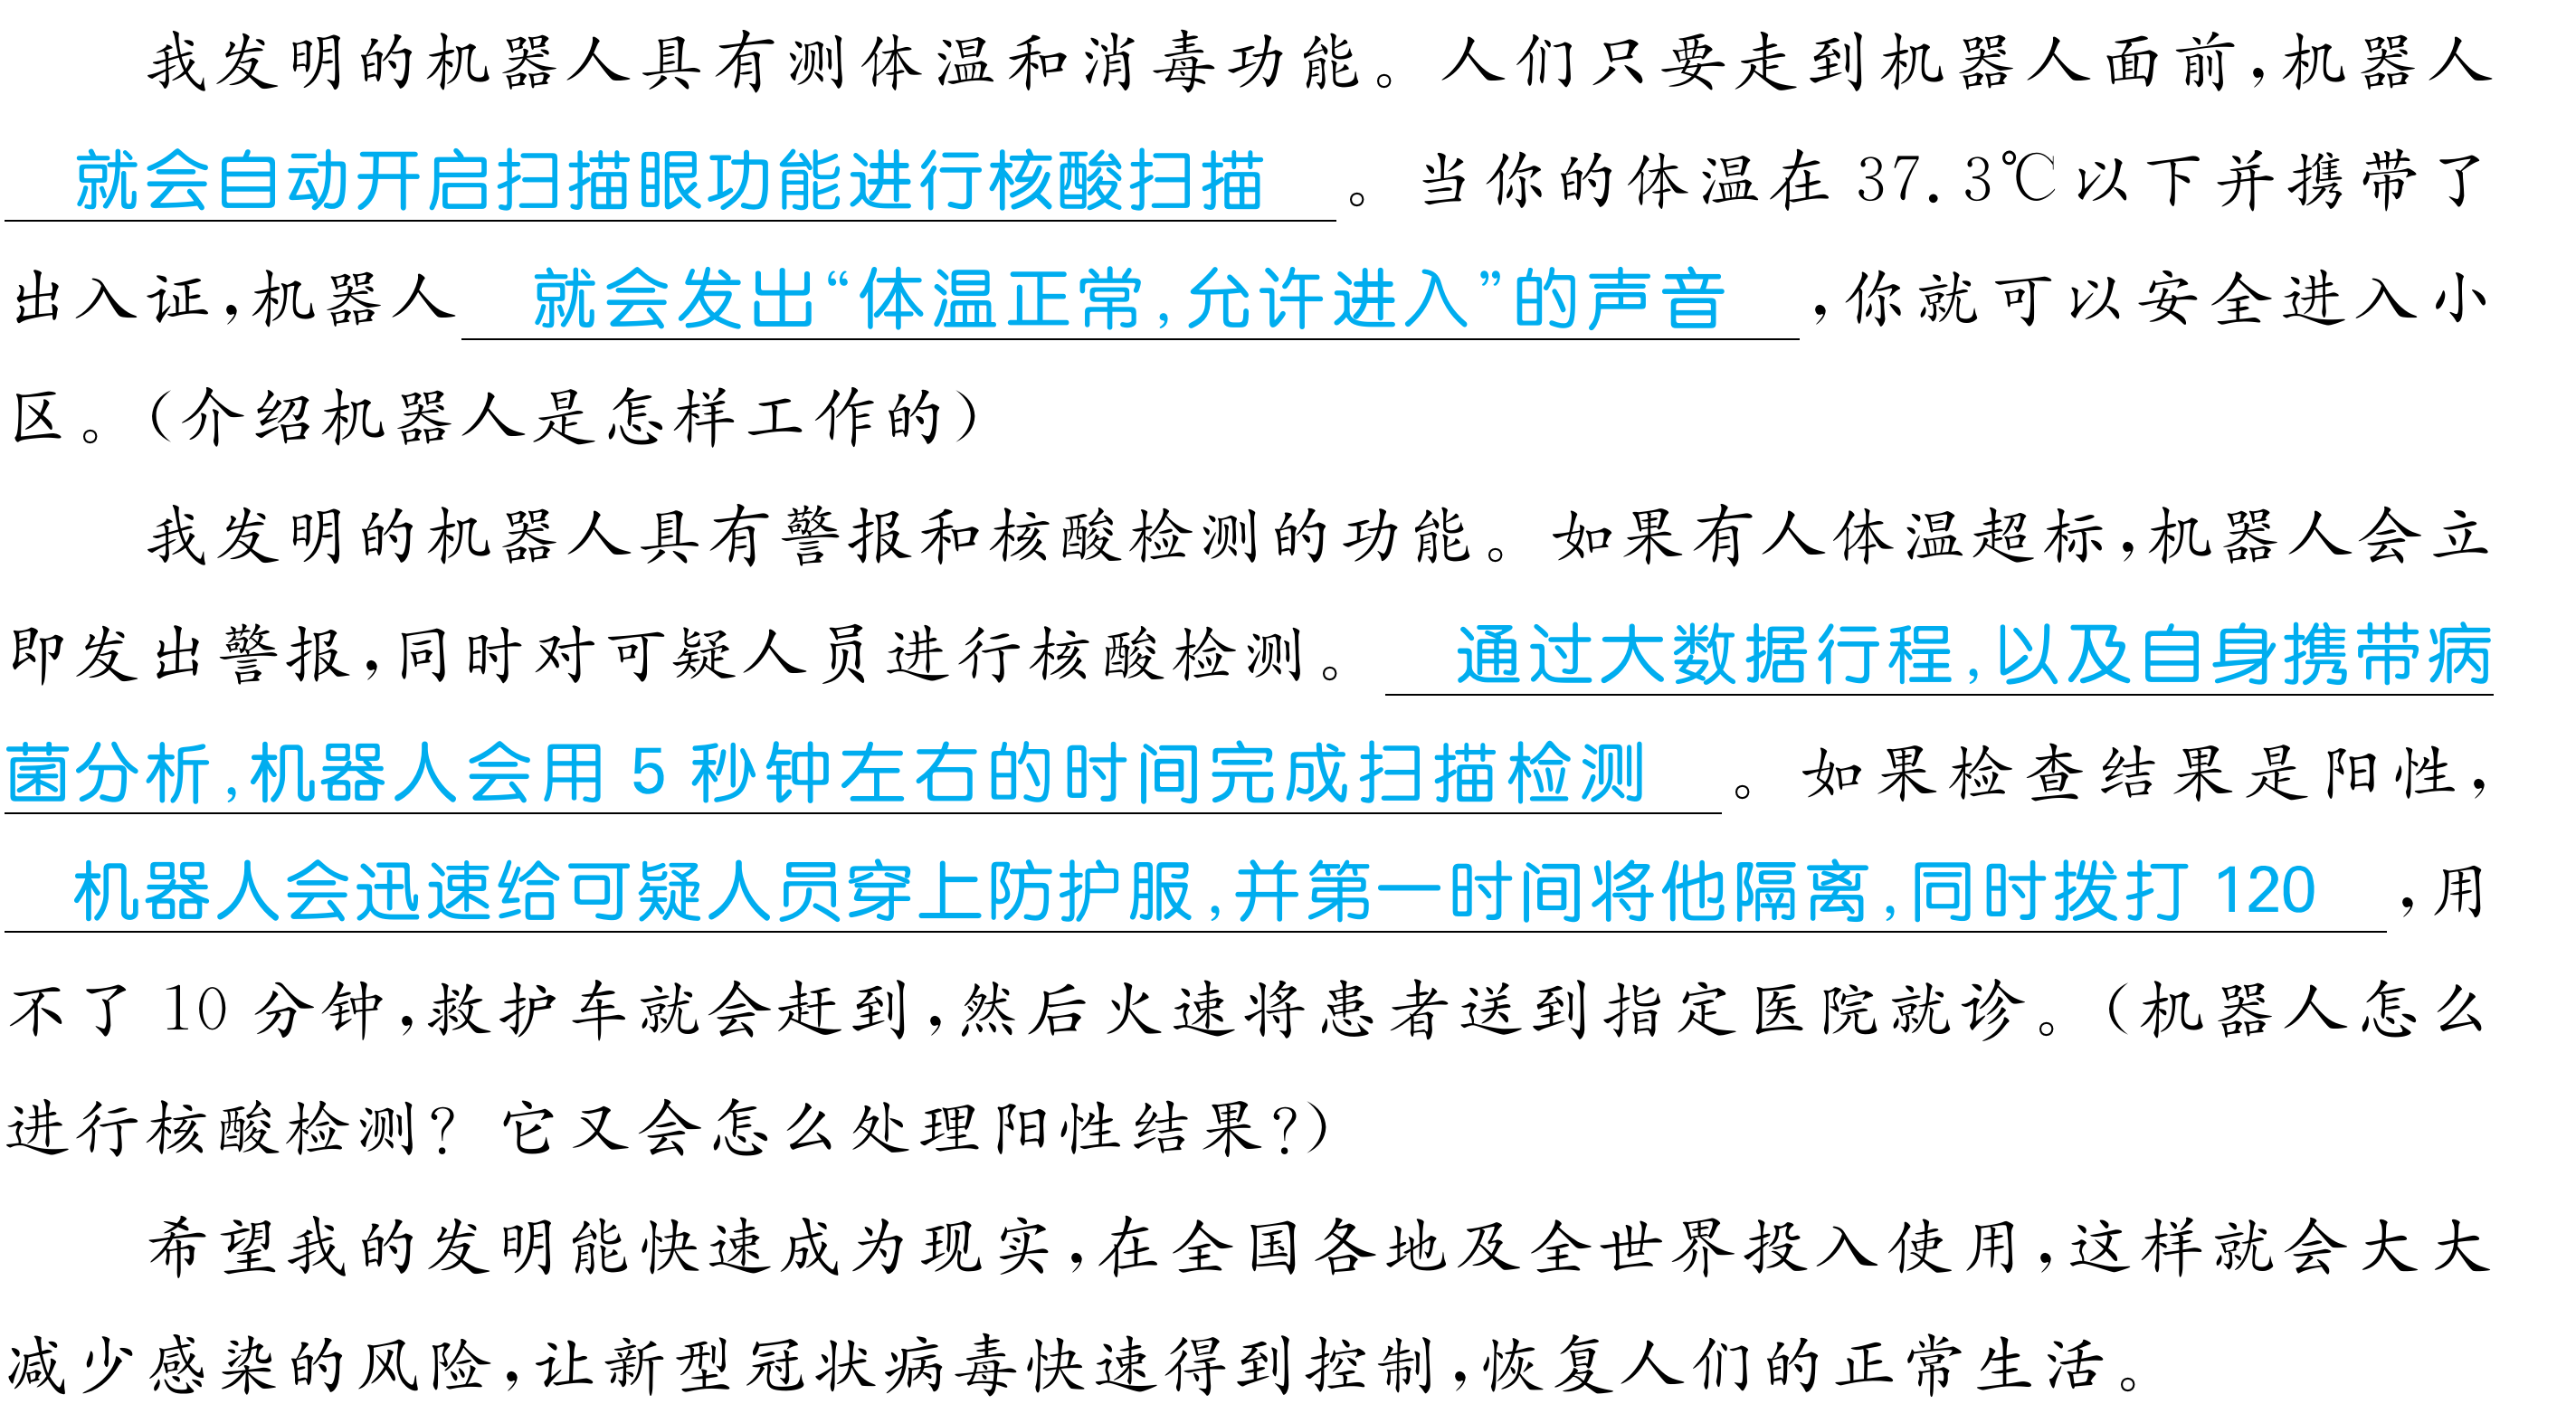 我发明的机器人具有测体温和消毒功能。人们只要走到机器人面前,机器人
就会自动开启扫描眼功能进行核酸扫描。当你的体温在 37.3℃以下并携带了
出入证,机器人就会发出“体温正常,允许进入”的声音,你就可以安全进入小
区。(介绍机器人是怎样工作的)
我发明的机器人具有警报和核酸检测的功能。如果有人体温超标,机器人会立
即发出警报,同时对可疑人员进行核酸检测。通过大数据行程,以及自身携带病
菌分析,机器人会用 5 秒钟左右的时间完成扫描检测。如果检查结果是阳性,
机器人会迅速给可疑人员穿上防护服,并第一时间将他隔离,同时拨打 120,用
不了 10 分钟,救护车就会赶到,然后火速将患者送到指定医院就诊。(机器人怎么
进行核酸检测? 它又会怎么处理阳性结果?)
希望我的发明能快速成为现实,在全国各地及全世界投入使用,这样就会大大
减少感染的风险,让新型冠状病毒快速得到控制,恢复人们的正常生活。